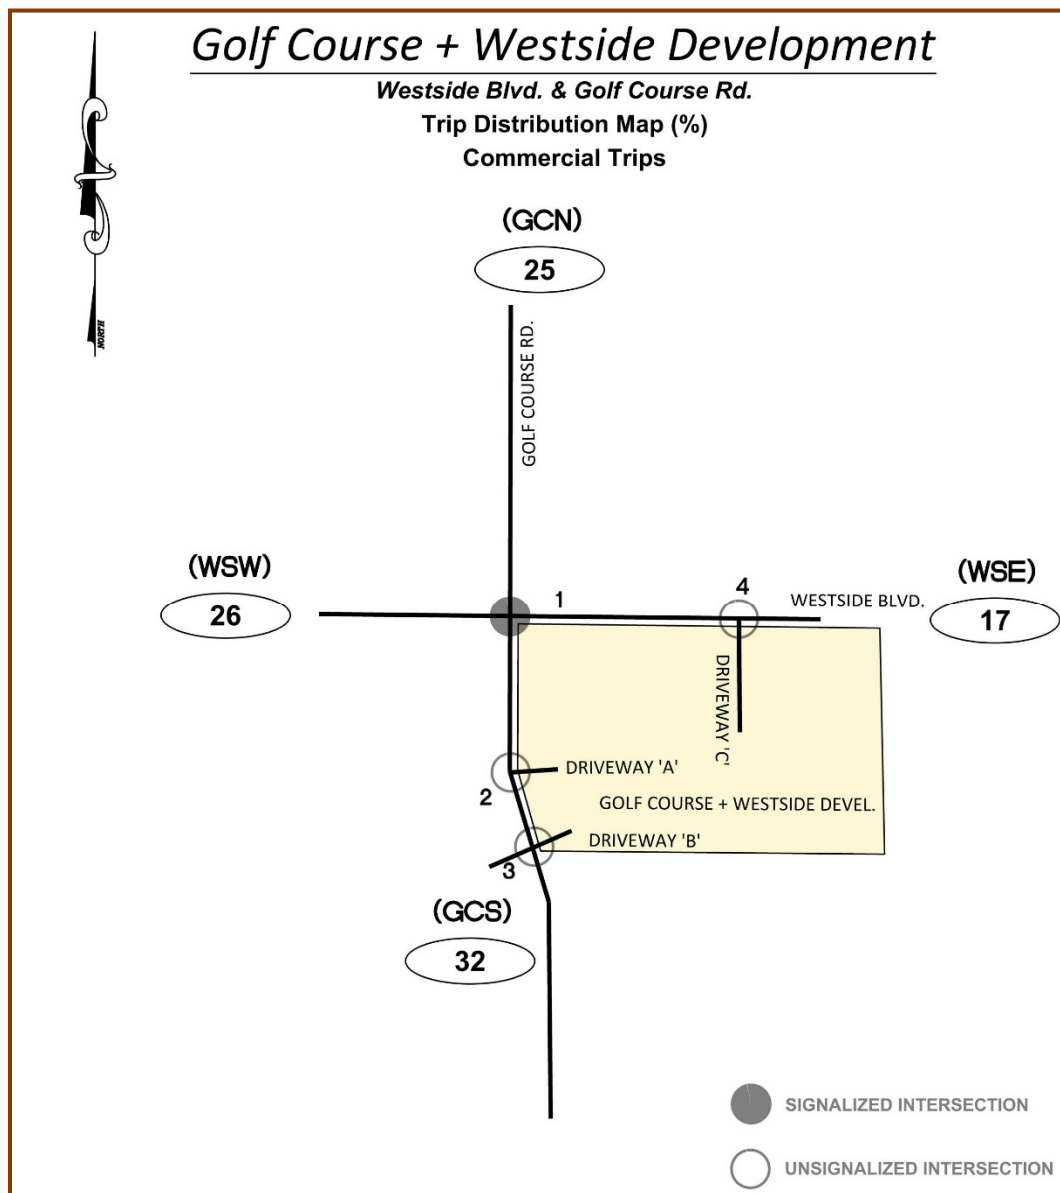 Golf Course + Westside Development
Westside Blvd. & Golf Course Rd.
Trip Distribution Map (%)
Commercial Trips
NORTH
(GCN)
25
GOLF COURSE RD.
(WSW)
26
1
4
WESTSIDE BLVD.
(WSE)
17
DRIVEWAY 'C'
DRIVEWAY 'A'
2
GOLF COURSE + WESTSIDE DEVEL.
DRIVEWAY 'B'
3
(GCS)
32
SIGNALIZED INTERSECTION
UNSIGNALIZED INTERSECTION